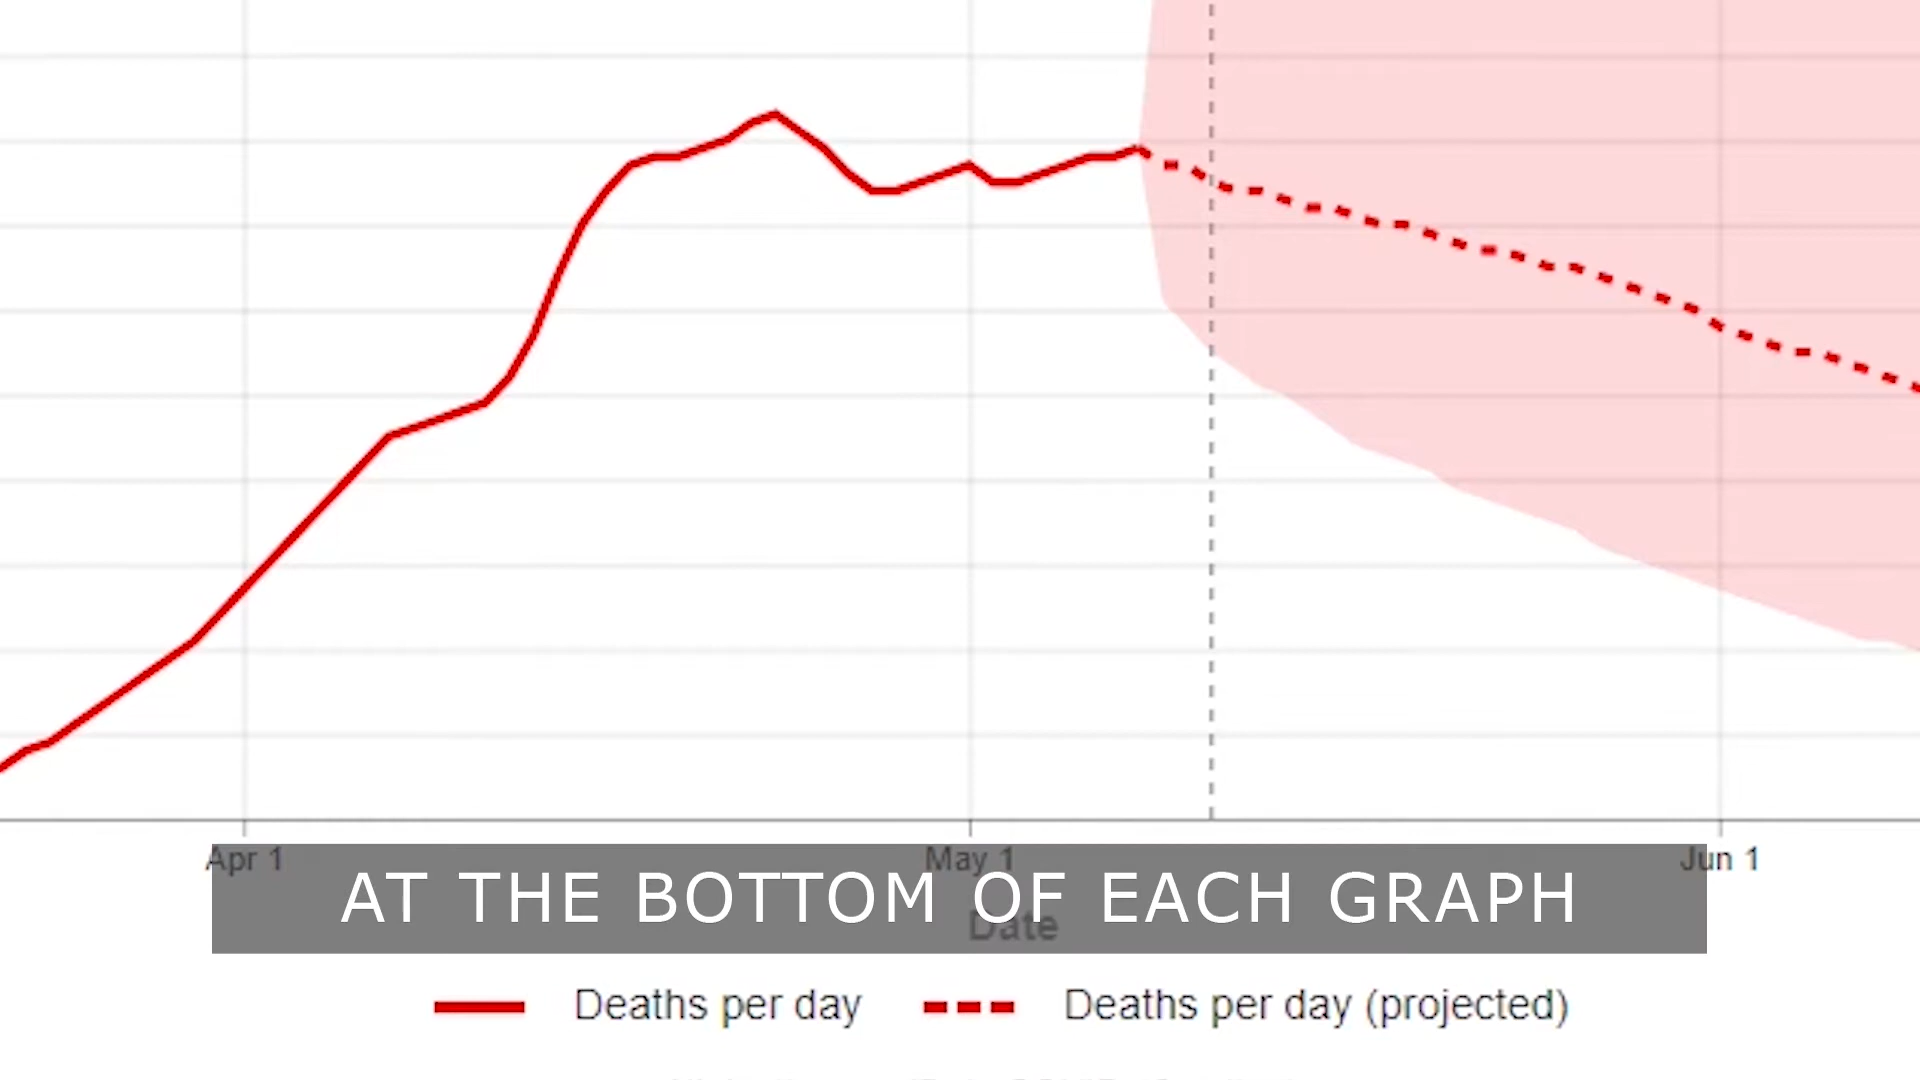 Apr 1 May 1 Jun 1
AT THE BOTTOM OF EACH GRAPH
Date
Deaths per day Deaths per day (projected)